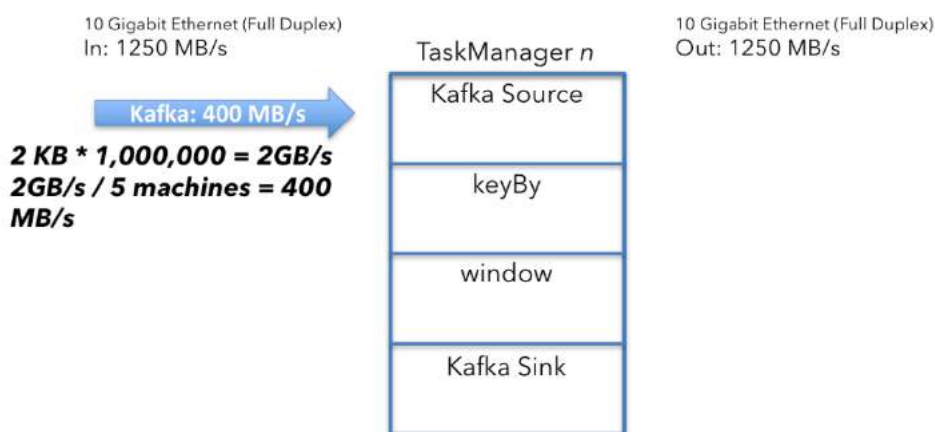 10 Gigabit Ethernet (Full Duplex)
In: 1250 MB/s
10 Gigabit Ethernet (Full Duplex)
Out: 1250 MB/s
TaskManager n
Kafka: 400 MB/s
2 KB * 1,000,000 = 2GB/s
2GB/s / 5 machines = 400
MB/s
Kafka Source
keyBy
window
Kafka Sink